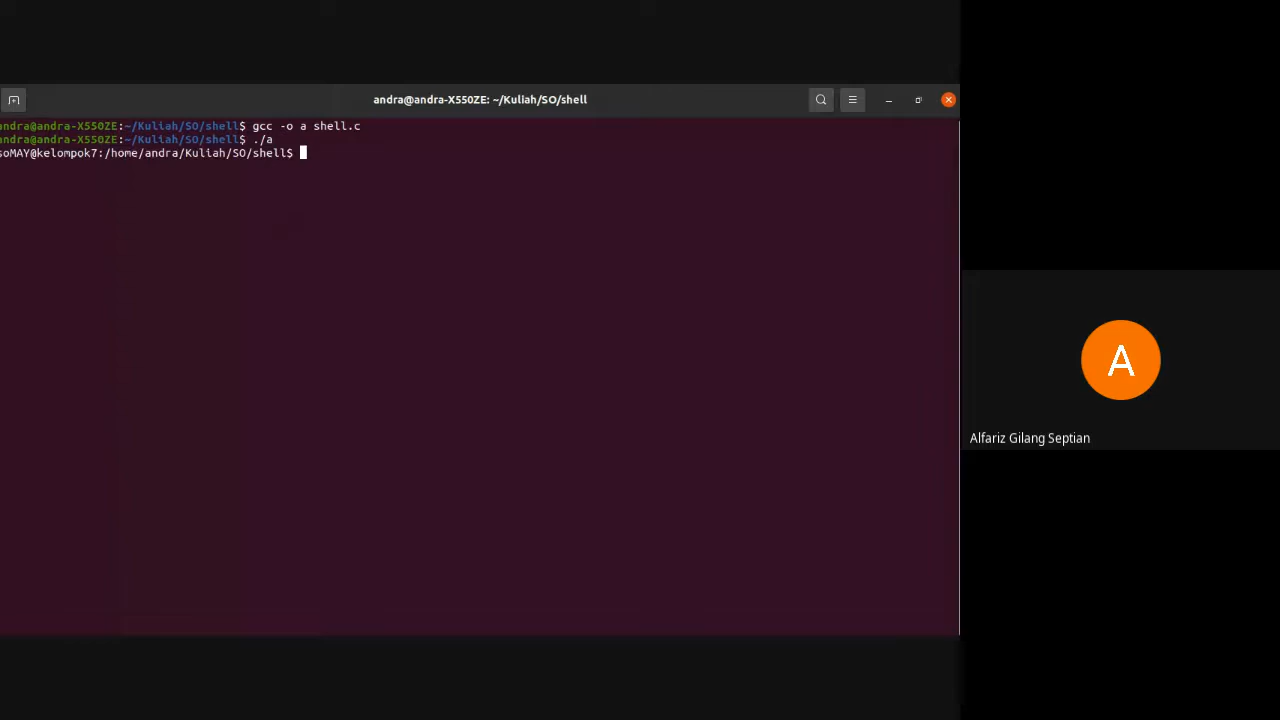 andra@andra-X550ZE: ~/Kuliah/SO/shell
andra@andra-X550ZE:~/Kuliah/SO/shell$ gcc -o a shell.c
andra@andra-X550ZE:~/Kuliah/SO/shell$ ./a
soMAY@kelompok7:/home/andra/Kuliah/SO/shell$
A
Alfariz Gilang Septian